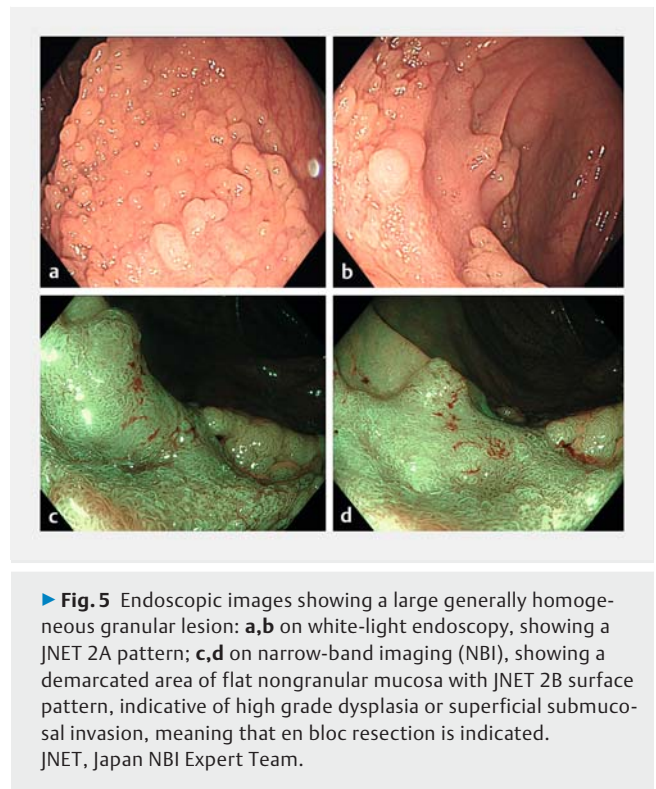 a
b
c
d
▶ Fig. 5 Endoscopic images showing a large generally homoge-
neous granular lesion: a,b on white-light endoscopy, showing a
JNET 2A pattern; c,d on narrow-band imaging (NBI), showing a
demarcated area of flat nongranular mucosa with JNET 2B surface
pattern, indicative of high grade dysplasia or superficial submuco-
sal invasion, meaning that en bloc resection is indicated.
JNET, Japan NBI Expert Team.